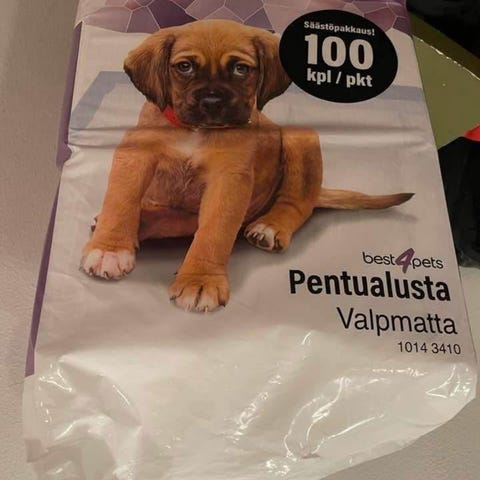 Säästöpakkaus!
100
kpl / pkt
best4pets
Pentualusta
Valpmatta
1014 3410